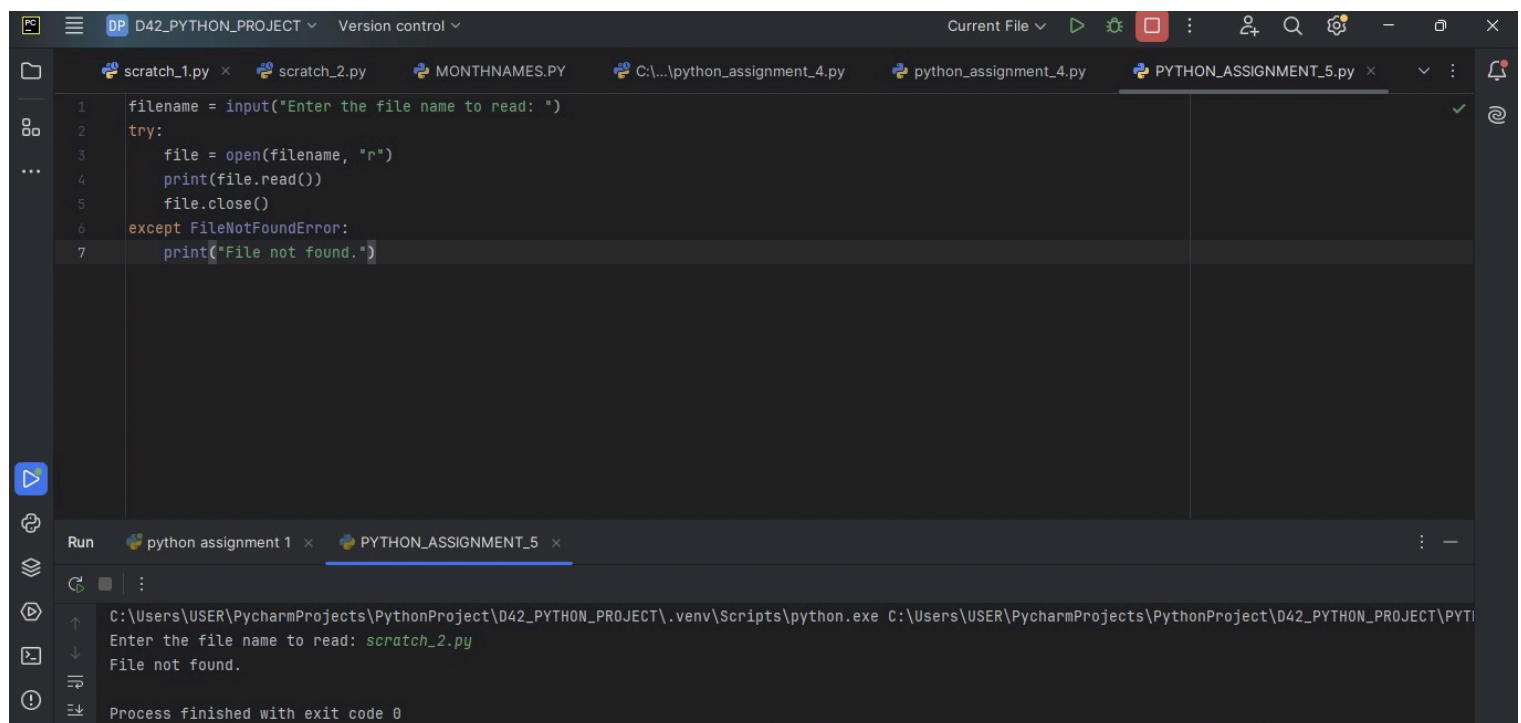 PC DP D42_PYTHON_PROJECT Version control Current File
scratch_1.py scratch_2.py MONTHNAMES.PY C:\...\python_assignment_4.py python_assignment_4.py PYTHON_ASSIGNMENT_5.py
1 filename = input("Enter the file name to read: ")
2 try:
3     file = open(filename, "r")
4     print(file.read())
5     file.close()
6 except FileNotFoundError:
7     print("File not found.")
Run python assignment 1 PYTHON_ASSIGNMENT_5
C:\Users\USER\PycharmProjects\PythonProject\D42_PYTHON_PROJECT\.venv\Scripts\python.exe C:\Users\USER\PycharmProjects\PythonProject\D42_PYTHON_PROJECT\PYT
Enter the file name to read: scratch_2.py
File not found.
Process finished with exit code 0